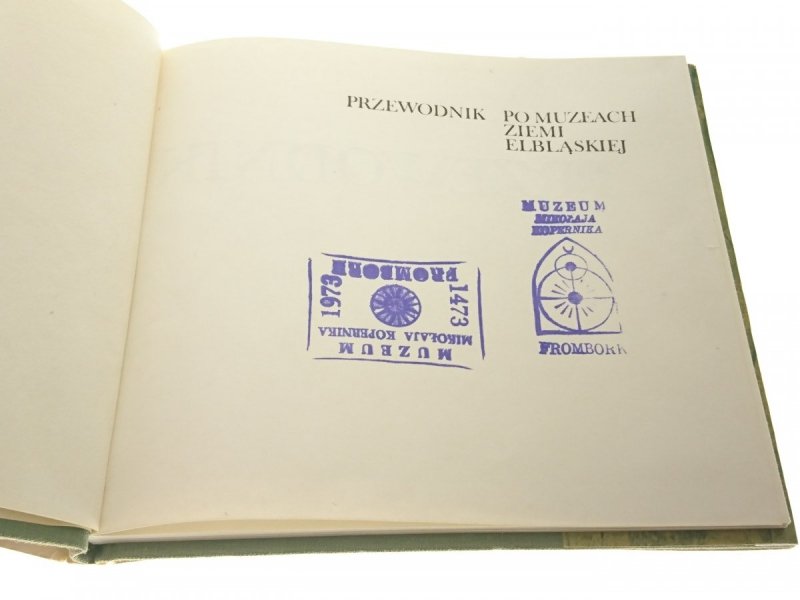 PRZEWODNIK PO MUZEACH
ZIEMI
ELBLĄSKIEJ
MUZEUM
MIKOŁAJA
KOPERNIKA
FROMBORK
MUZEUM
MIKOŁAJA KOPERNIKA
1473
1973
FROMBORK